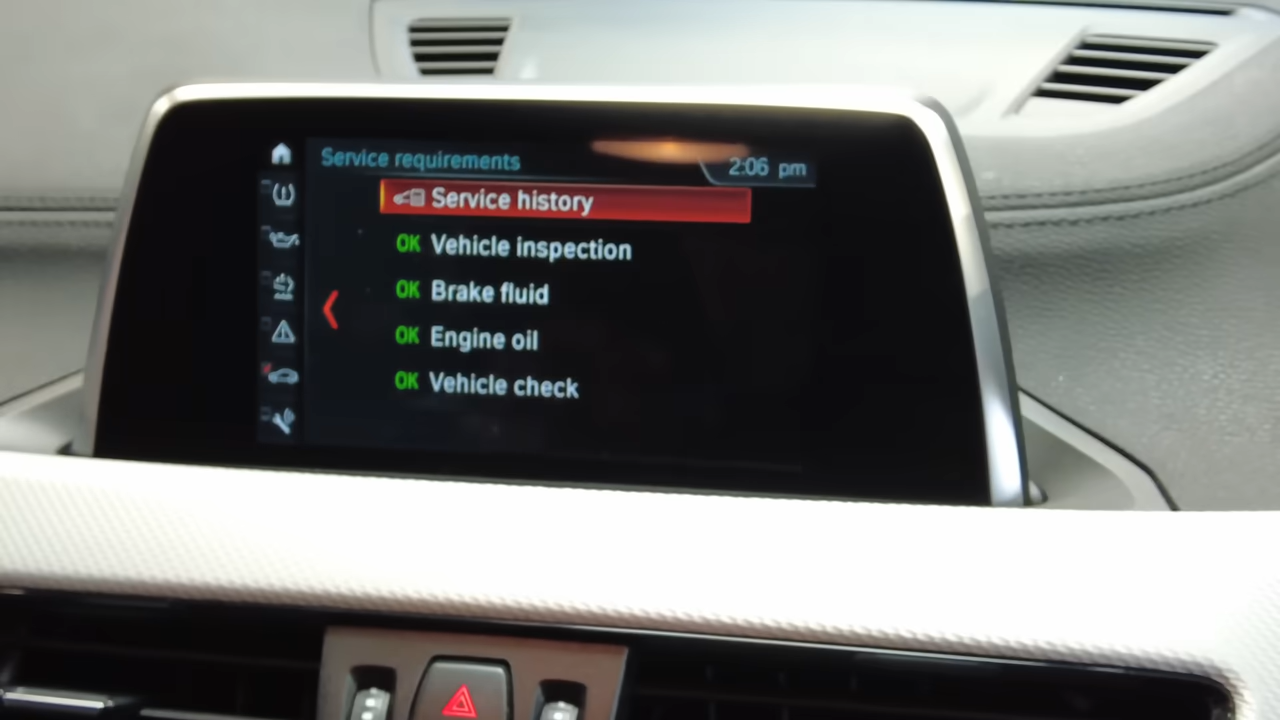 Service requirements
2:06 pm
Service history
OK Vehicle inspection
OK Brake fluid
OK Engine oil
OK Vehicle check